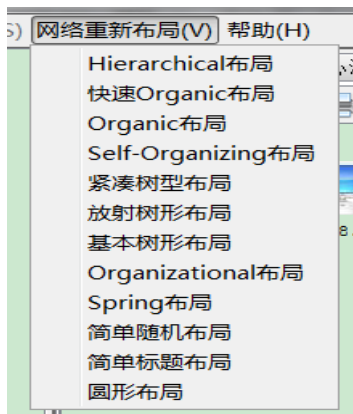 S) 网络重新布局(V) 帮助(H)
Hierarchical布局
快速Organic布局
Organic布局
Self-Organizing布局
紧凑树型布局
放射树形布局
基本树形布局
Organizational布局
Spring布局
简单随机布局
简单标题布局
圆形布局
8